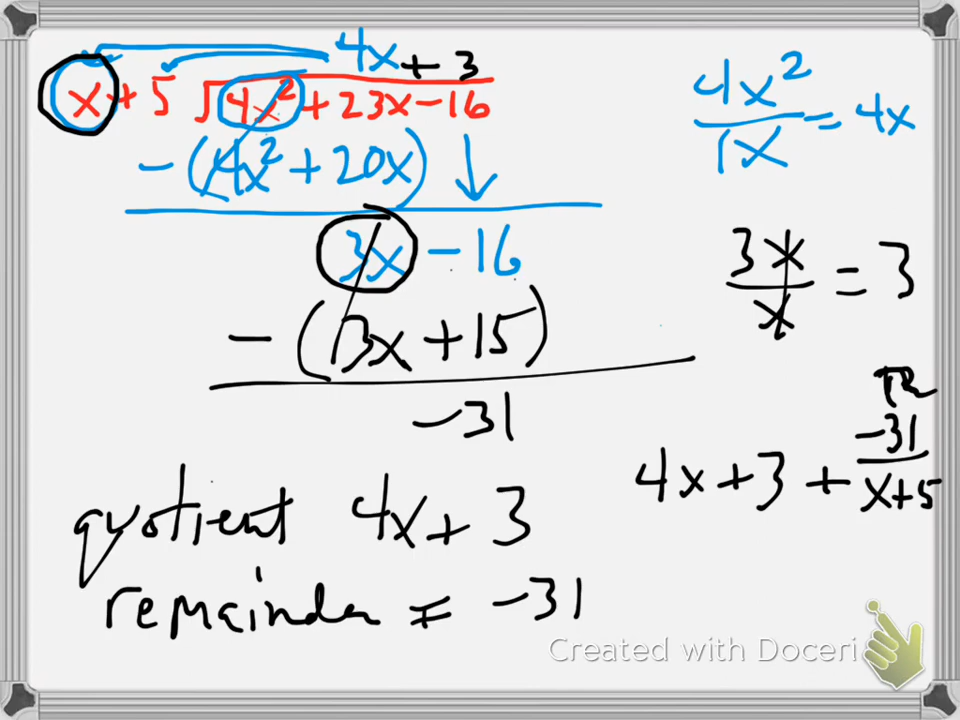 4x + 3
x + 5 √4x² + 23x - 16
- (4x² + 20x)
3x - 16
- (3x + 15)
-31
quotient 4x + 3
remainder = -31
4x²/1x = 4x
3x/x = 3
4x + 3 + -31/x+5
Created with Doceri